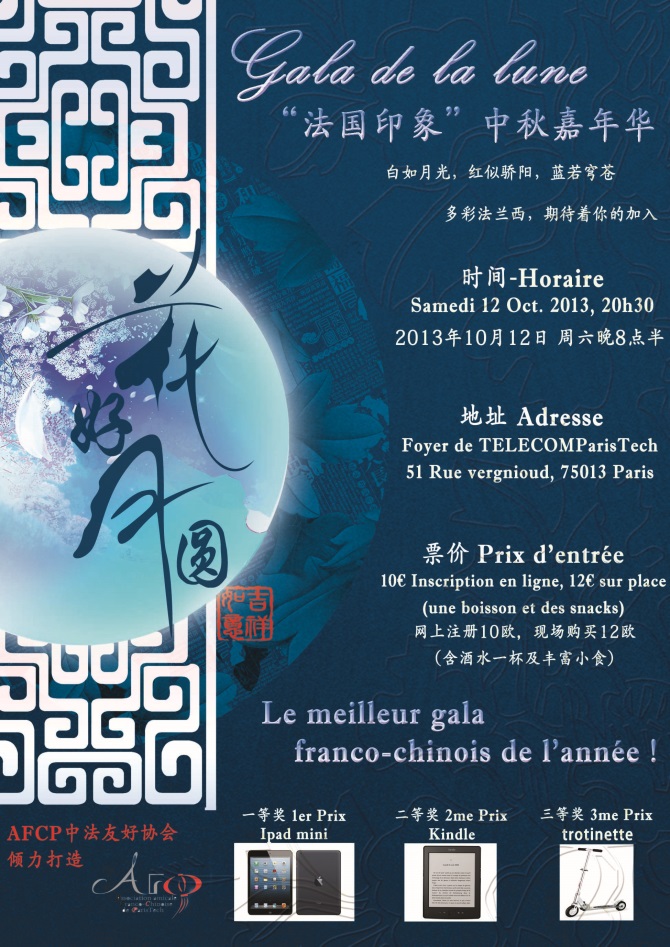 Gala de la lune
“法国印象”中秋嘉年华
白如月光，红似骄阳，蓝若穹苍
多彩法兰西，期待着你的加入
时间-Horaire
Samedi 12 Oct. 2013, 20h30
2013年10月12日 周六晚8点半
地址 Adresse
Foyer de TELECOMParisTech
51 Rue vergnioud, 75013 Paris
票价 Prix d’entrée
10€ Inscription en ligne, 12€ sur place
(une boisson et des snacks)
网上注册10欧，现场购买12欧
（含酒水一杯及丰富小食）
花好月圆
吉祥
如意
Le meilleur gala
franco-chinois de l’année !
AFCP中法友好协会
倾力打造
一等奖 1er Prix
Ipad mini
二等奖 2me Prix
Kindle
三等奖 3me Prix
trotinette